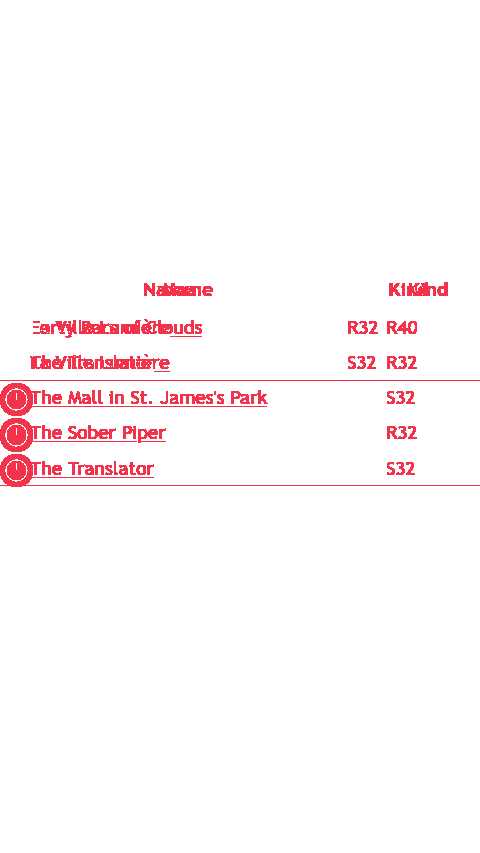 Name Kind
R32 R40
S32 R32
The Mall in St. James's Park S32
The Sober Piper R32
The Translator S32